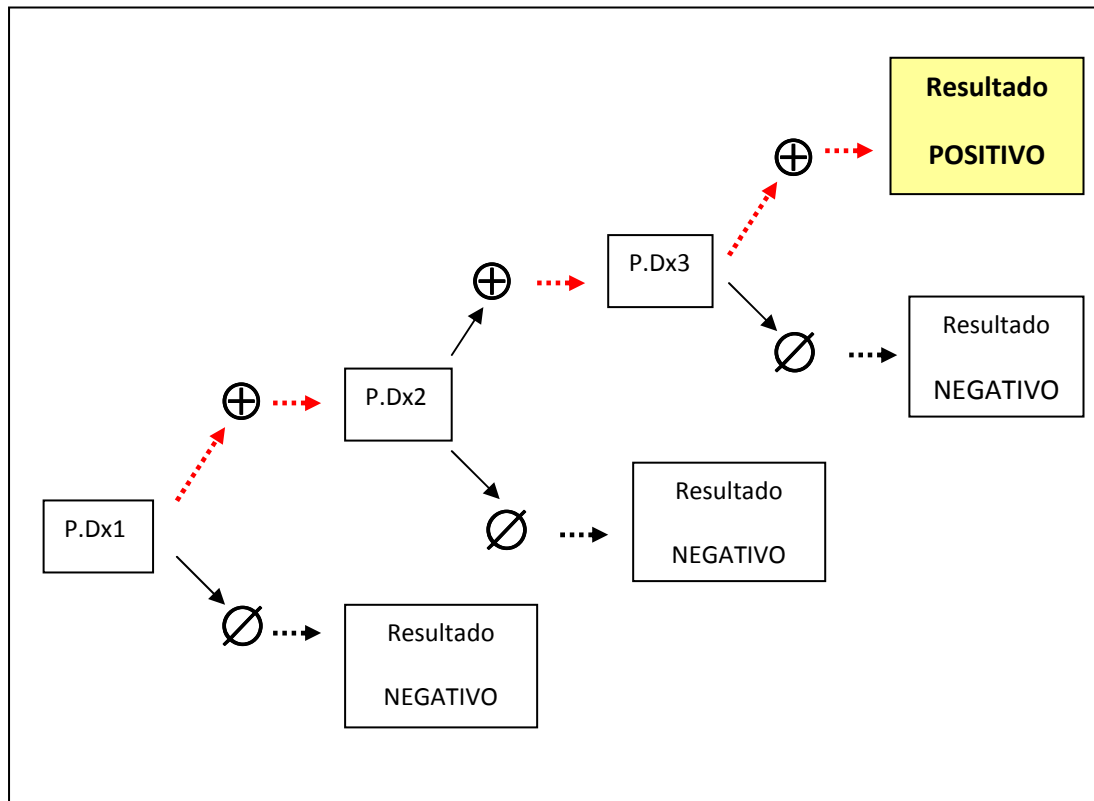 Resultado
POSITIVO
P.Dx3
Resultado
NEGATIVO
P.Dx2
Resultado
NEGATIVO
P.Dx1
Resultado
NEGATIVO